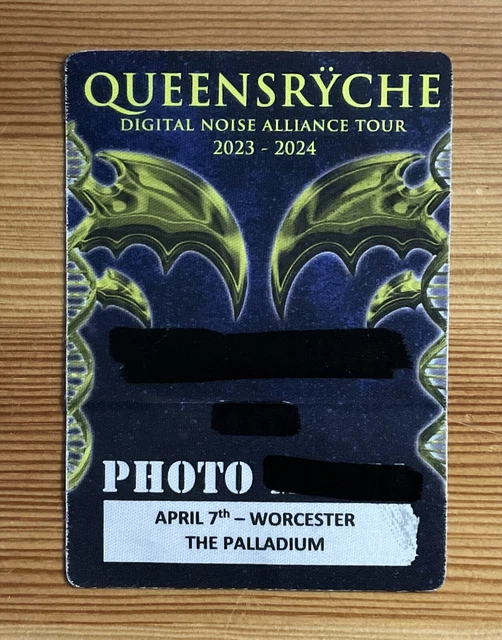 QUEENSRŸCHE
DIGITAL NOISE ALLIANCE TOUR
2023 - 2024
PHOTO
APRIL 7th – WORCESTER
THE PALLADIUM